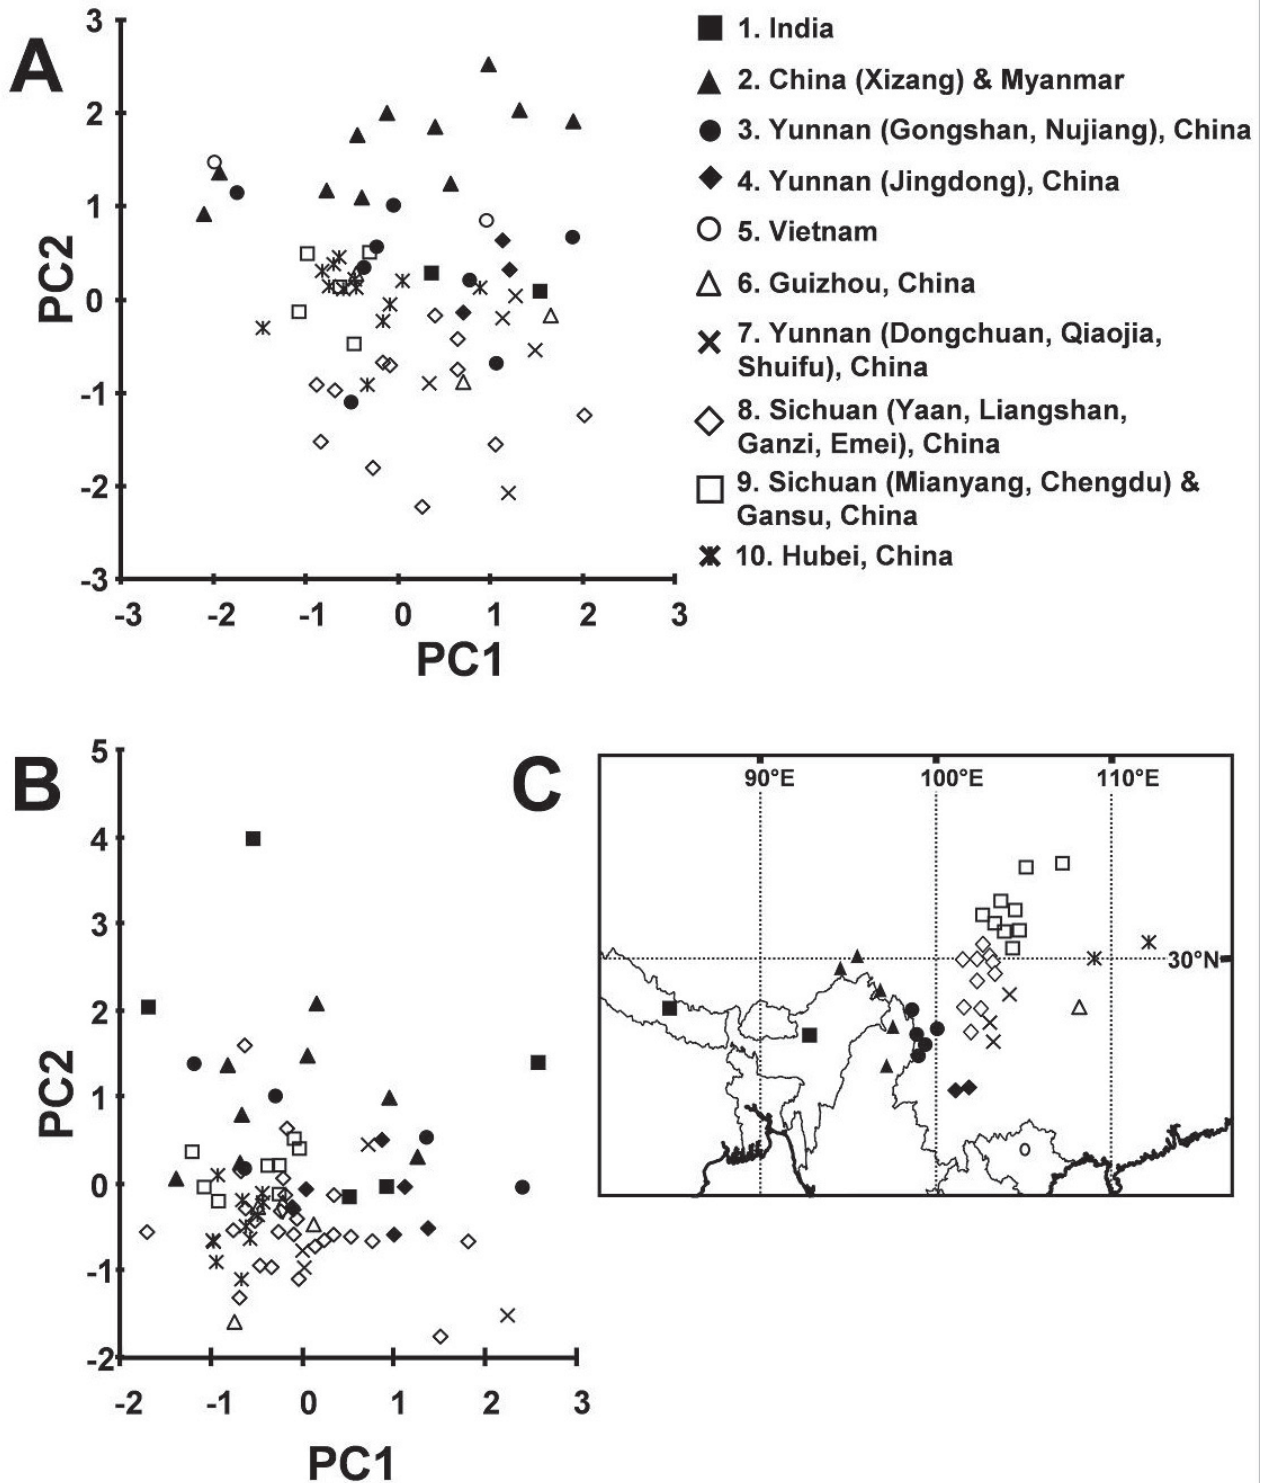 A
3
2
1
0
-1
-2
-3
PC2
-3 -2 -1 0 1 2 3
PC1
1. India
2. China (Xizang) & Myanmar
3. Yunnan (Gongshan, Nujiang), China
4. Yunnan (Jingdong), China
5. Vietnam
6. Guizhou, China
7. Yunnan (Dongchuan, Qiaojia,
Shuifu), China
8. Sichuan (Yaan, Liangshan,
Ganzi, Emei), China
9. Sichuan (Mianyang, Chengdu) &
Gansu, China
10. Hubei, China
B
5
4
3
2
1
0
-1
-2
PC2
-2 -1 0 1 2 3
PC1
C
90°E 100°E 110°E
30°N